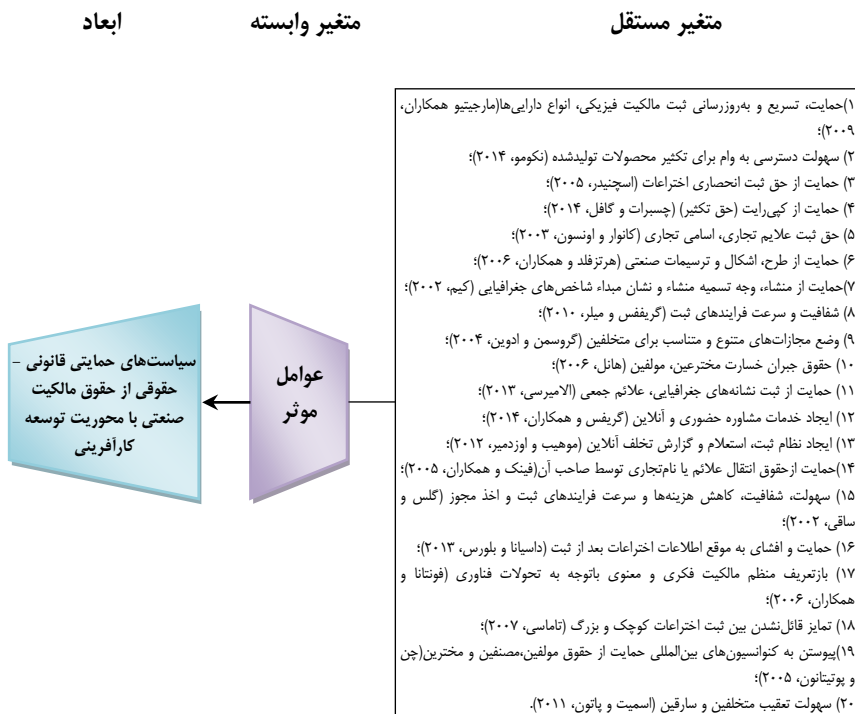 متغیر مستقل
متغیر وابسته
ابعاد
۱)حمایت، تسریع و به‌روزرسانی ثبت مالکیت فیزیکی، انواع دارایی‌ها(مارجیتیو همکاران،
۲۰۰۹)؛
۲) سهولت دسترسی به وام برای تکثیر محصولات تولیدشده (نکومو، ۲۰۱۴)؛
۳) حمایت از حق ثبت انحصاری اختراعات (اسچنیدر، ۲۰۰۵)؛
۴) حمایت از کپی‌رایت (حق تکثیر) (چسبرات و گافل، ۲۰۱۴)؛
۵) حق ثبت علایم تجاری، اسامی تجاری (کانوار و اونسون، ۲۰۰۳)؛
۶) حمایت از طرح، اشکال و ترسیمات صنعتی (هرتزفلد و همکاران، ۲۰۰۶)؛
۷)حمایت از منشاء، وجه تسمیه منشاء و نشان مبداء شاخص‌های جغرافیایی (کیم، ۲۰۰۲)؛
۸) شفافیت و سرعت فرایندهای ثبت (گریففس و میلر، ۲۰۱۰)؛
۹) وضع مجازات‌های متنوع و متناسب برای متخلفین (گروسمن و ادوین، ۲۰۰۴)؛
۱۰) حقوق جبران خسارت مخترعین، مولفین (هانل، ۲۰۰۶)؛
۱۱) حمایت از ثبت نشانه‌های جغرافیایی، علائم جمعی (الامیرسی، ۲۰۱۳)؛
۱۲) ایجاد خدمات مشاوره حضوری و آنلاین (گریفس و همکاران، ۲۰۱۴)؛
۱۳) ایجاد نظام ثبت، استعلام و گزارش تخلف آنلاین (موهیب و اوزدمیر، ۲۰۱۲)؛
۱۴)حمایت ازحقوق انتقال علائم یا نام‌تجاری توسط صاحب آن(فینک و همکاران، ۲۰۰۵)؛
۱۵) سهولت، شفافیت، کاهش هزینه‌ها و سرعت فرایندهای ثبت و اخذ مجوز (گلس و
ساقی، ۲۰۰۲)؛
۱۶) حمایت و افشای به موقع اطلاعات اختراعات بعد از ثبت (داسیانا و بلورس، ۲۰۱۳)؛
۱۷) بازتعریف منظم مالکیت فکری و معنوی باتوجه به تحولات فناوری (فونتانا و
همکاران، ۲۰۰۶)؛
۱۸) تمایز قائل‌نشدن بین ثبت اختراعات کوچک و بزرگ (تاماسی، ۲۰۰۷)؛
۱۹)پیوستن به کنوانسیون‌های بین‌المللی حمایت از حقوق مولفین،مصنفین و مخترین(چن
و پوتیتانون، ۲۰۰۵)؛
۲۰) سهولت تعقیب متخلفین و سارقین (اسمیت و پاتون، ۲۰۱۱).
عوامل
موثر
سیاست‌های حمایتی قانونی –
حقوقی از حقوق مالکیت
صنعتی با محوریت توسعه
کارآفرینی